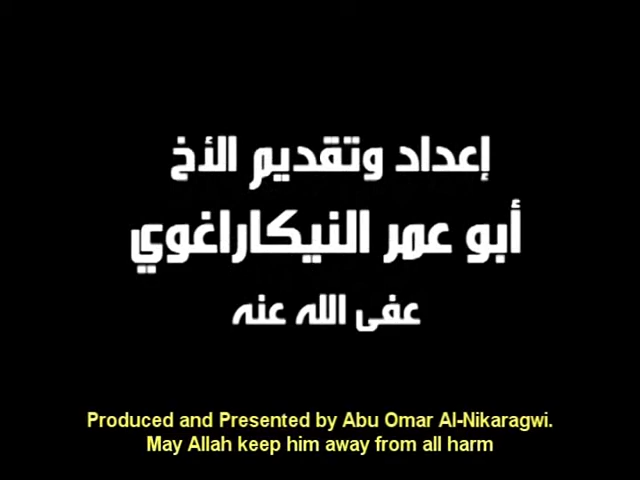 إعداد وتقديم الأخ
أبو عمر النيكاراغوي
عفى الله عنه
Produced and Presented by Abu Omar Al-Nikaragwi.
May Allah keep him away from all harm